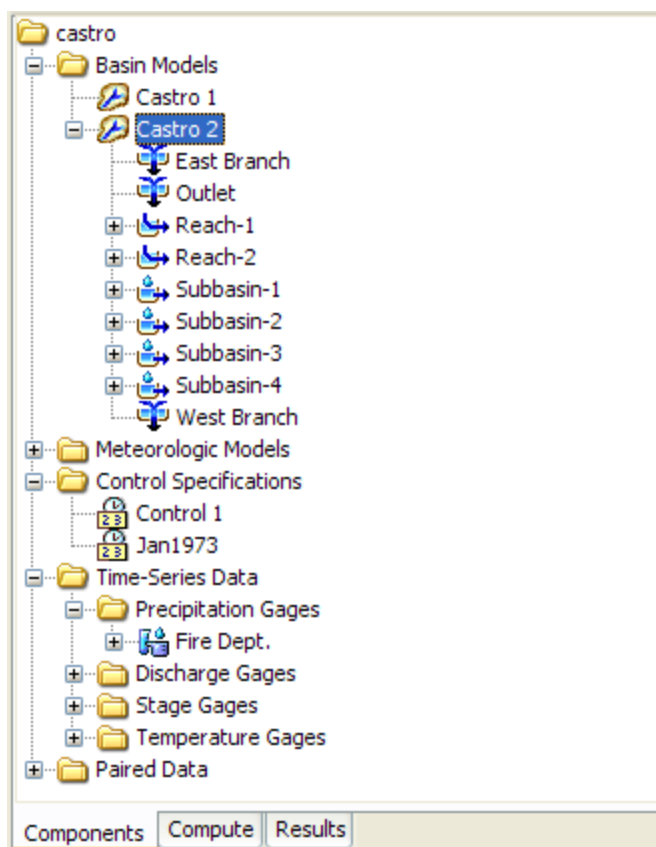 castro
Basin Models
Castro 1
Castro 2
East Branch
Outlet
Reach-1
Reach-2
Subbasin-1
Subbasin-2
Subbasin-3
Subbasin-4
West Branch
Meteorologic Models
Control Specifications
Control 1
Jan1973
Time-Series Data
Precipitation Gages
Fire Dept.
Discharge Gages
Stage Gages
Temperature Gages
Paired Data
Components Compute Results